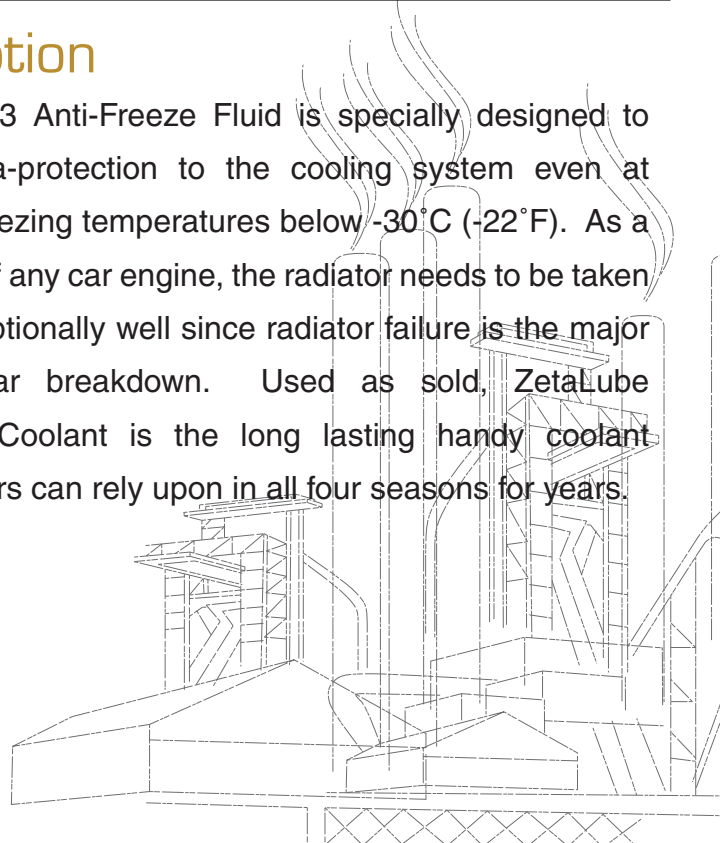 ption
3 Anti-Freeze Fluid is specially designed to
a-protection to the cooling system even at
ezing temperatures below -30˚C (-22˚F). As a
f any car engine, the radiator needs to be taken
ptionally well since radiator failure is the major
ar breakdown. Used as sold, ZetaLube
Coolant is the long lasting handy coolant
rs can rely upon in all four seasons for years.